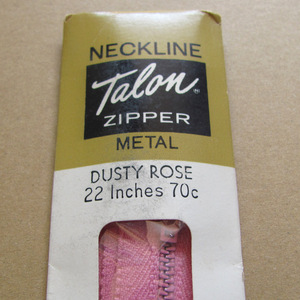 NECKLINE
Talon®
ZIPPER
METAL
DUSTY ROSE
22 Inches 70c